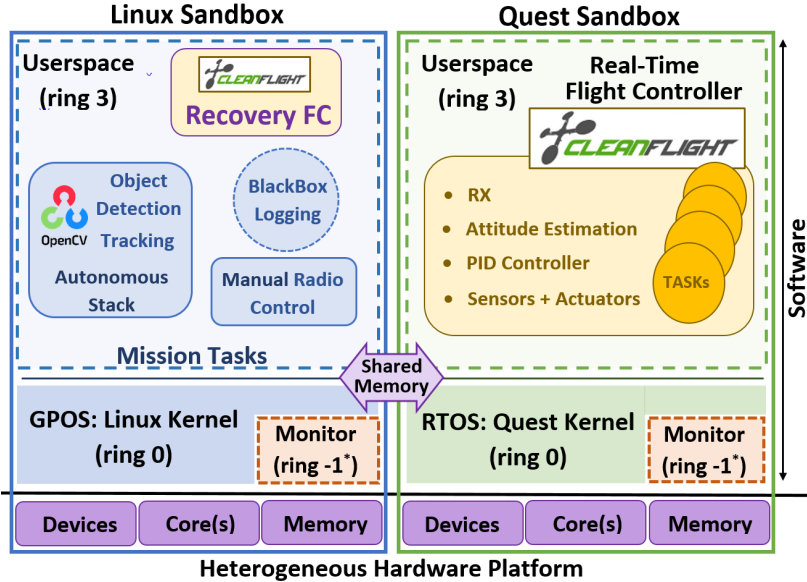 Linux Sandbox
Quest Sandbox
Userspace
(ring 3)
CLEANFLIGHT
Recovery FC
Object
Detection
Tracking
OpenCV
Autonomous
Stack
BlackBox
Logging
Manual Radio
Control
Mission Tasks
Userspace
(ring 3)
Real-Time
Flight Controller
CLEANFLIGHT
• RX
• Attitude Estimation
• PID Controller
• Sensors + Actuators
TASKs
Software
Shared
Memory
GPOS: Linux Kernel
(ring 0)
Monitor
(ring -1*)
RTOS: Quest Kernel
(ring 0)
Monitor
(ring -1*)
Devices
Core(s)
Memory
Devices
Core(s)
Memory
Heterogeneous Hardware Platform